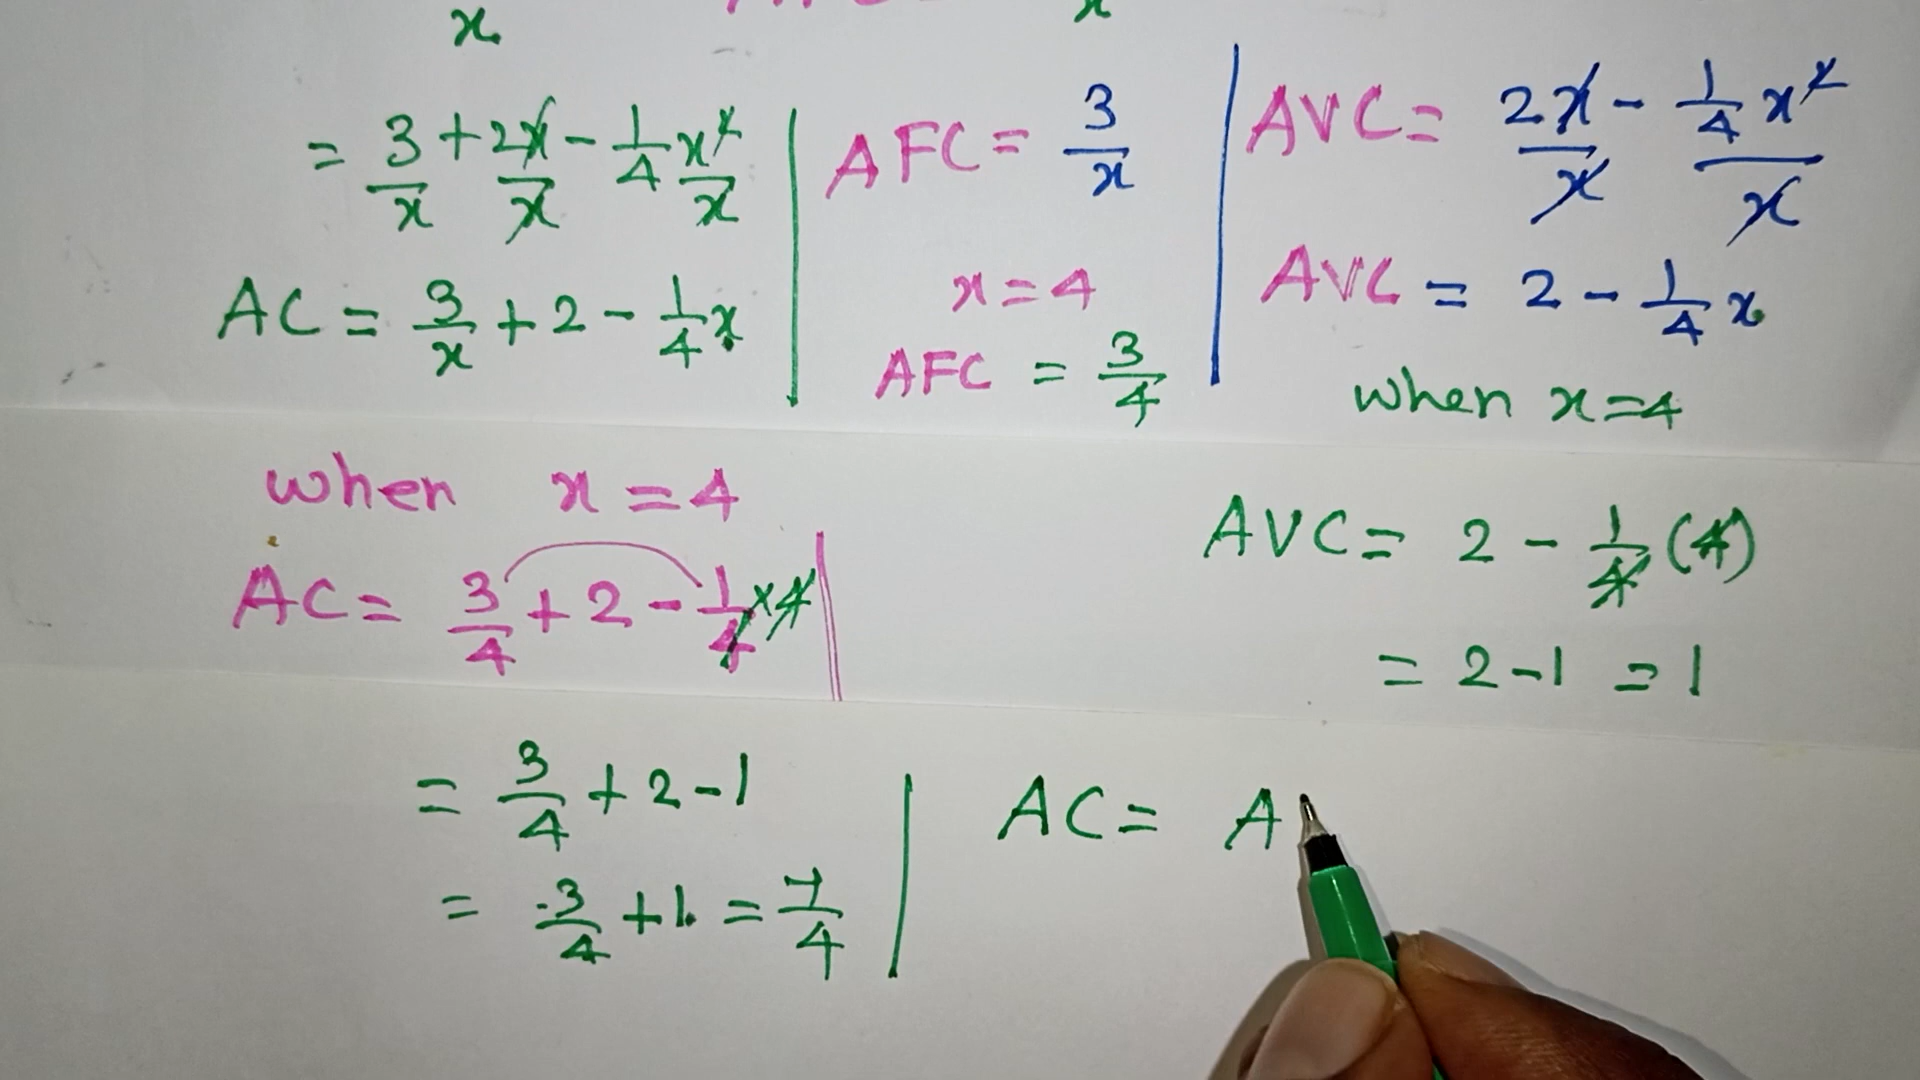 x
x
= 3/x + 2x/x - 1/4 x²/x
AC = 3/x + 2 - 1/4 x
when x = 4
AC = 3/4 + 2 - 1/4 × 4
= 3/4 + 2 - 1
= 3/4 + 1 = 7/4
AFC = 3/x
x = 4
AFC = 3/4
AVC = 2x/x - 1/4 x²/x
AVC = 2 - 1/4 x
when x = 4
AVC = 2 - 1/4 (4)
= 2 - 1 = 1
AC = A